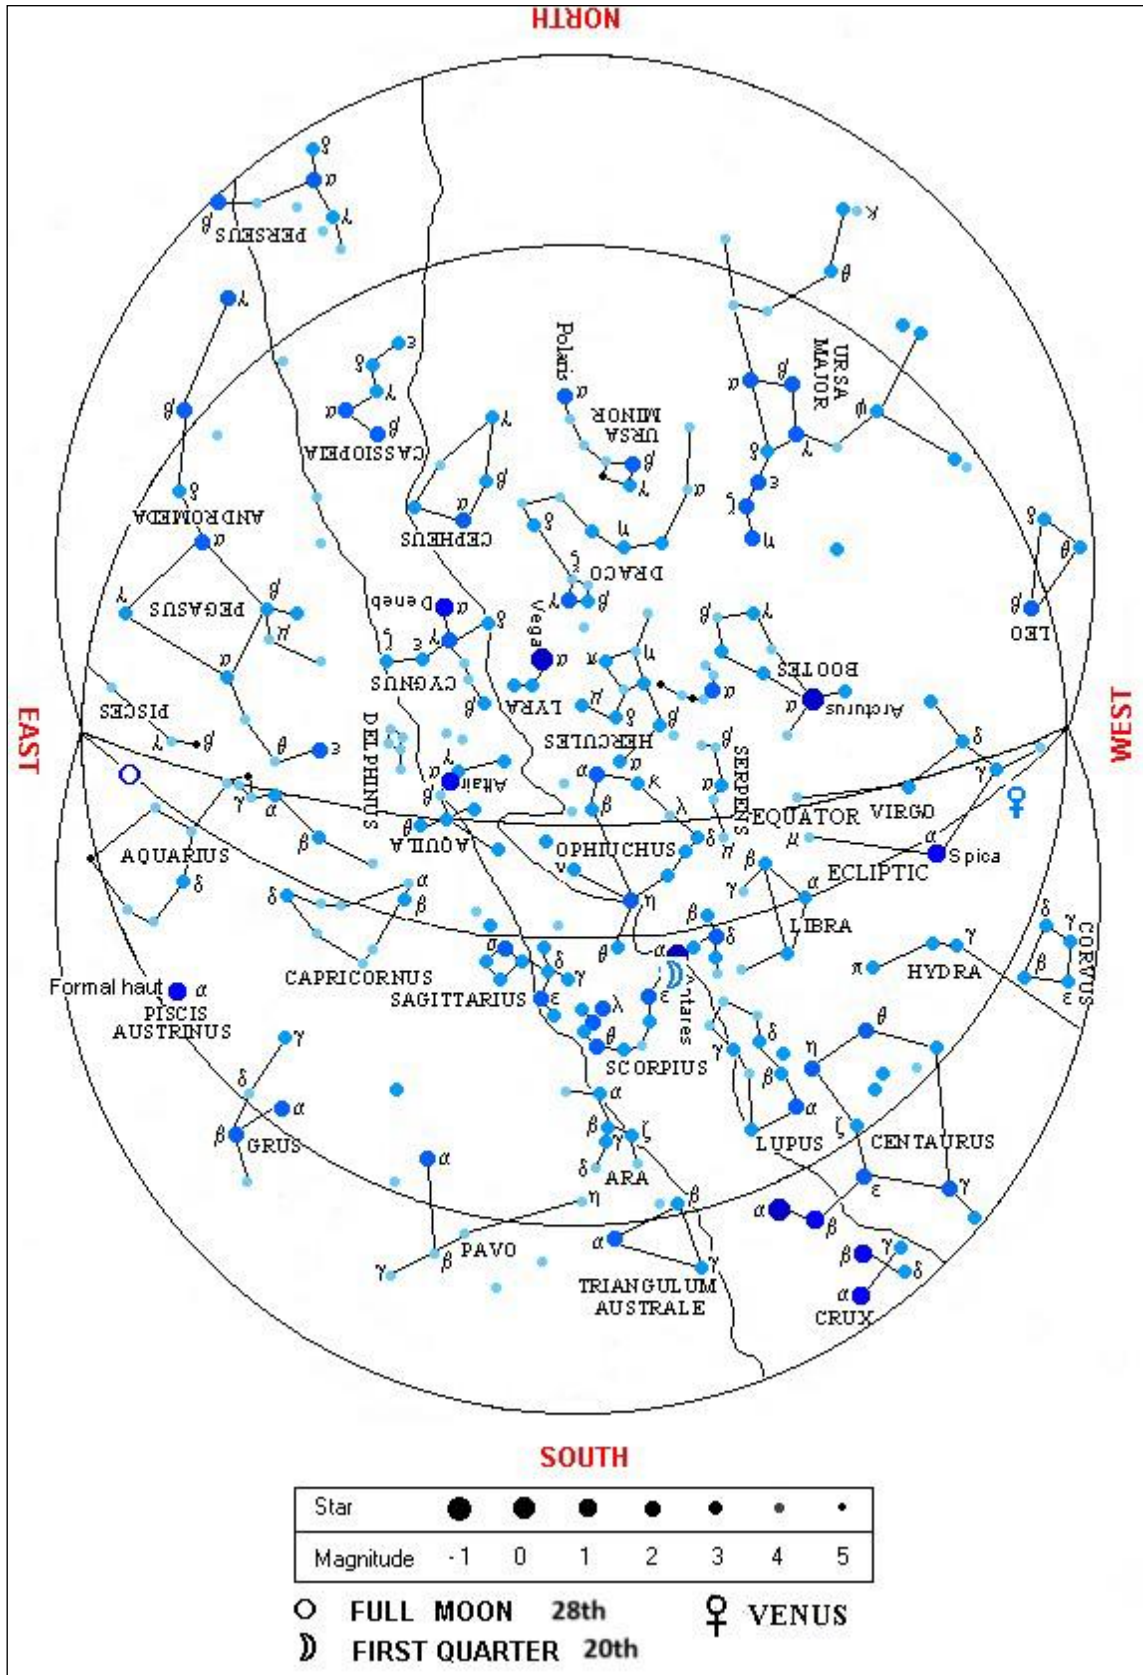 NORTH
δ
α
β
γ
PERSEUS
κ
θ
γ
ε
δ
γ
α
β
CASSIOPEIA
Polaris
α
URSA
MINOR
β
γ
URSA
MAJOR
α
β
ψ
δ
γ
ε
ζ
η
β
δ
ANDROMEDA
α
γ
β
α
CEPHEUS
δ
η
α
ζ
DRACO
γ
β
δ
θ
β
LEO
γ
PEGASUS
β
μ
α
Deneb
α
γ
δ
ζ
ε
CYGNUS
β
Vega
α
LYRA
π
η
μ
δ
β
HERCULES
β
γ
α
BOOTES
α
Arcturus
EAST
WEST
PISCES
γ
β
θ
ε
DELPHINUS
γ
α
Altair
β
θ
AQUILA
α
α
κ
β
λ
SERPENS
α
EQUATOR
δ
γ
VIRGO
γ
α
β
AQUARIUS
δ
OPHIUCHUS
ν
δ
μ
η
μ
β
γ
α
ECLIPTIC
α
Spica
LIBRA
δ
α
β
CAPRICORNUS
σ
δ
γ
SAGITTARIUS
ε
θ
α
β
δ
Antares
ε
λ
θ
SCORPIUS
π
γ
HYDRA
δ
γ
β
ε
CORVUS
Formal haut
α
PISCIS
AUSTRINUS
γ
δ
α
β
GRUS
γ
δ
β
α
LUPUS
θ
η
ζ
CENTAURUS
ε
γ
α
β
α
β
γ
ζ
δ
ARA
α
η
β
γ
PAVO
β
α
γ
TRIANGULUM
AUSTRALE
β
γ
δ
α
CRUX
SOUTH
Star
Magnitude -1 0 1 2 3 4 5
FULL MOON 28th
♀ VENUS
FIRST QUARTER 20th